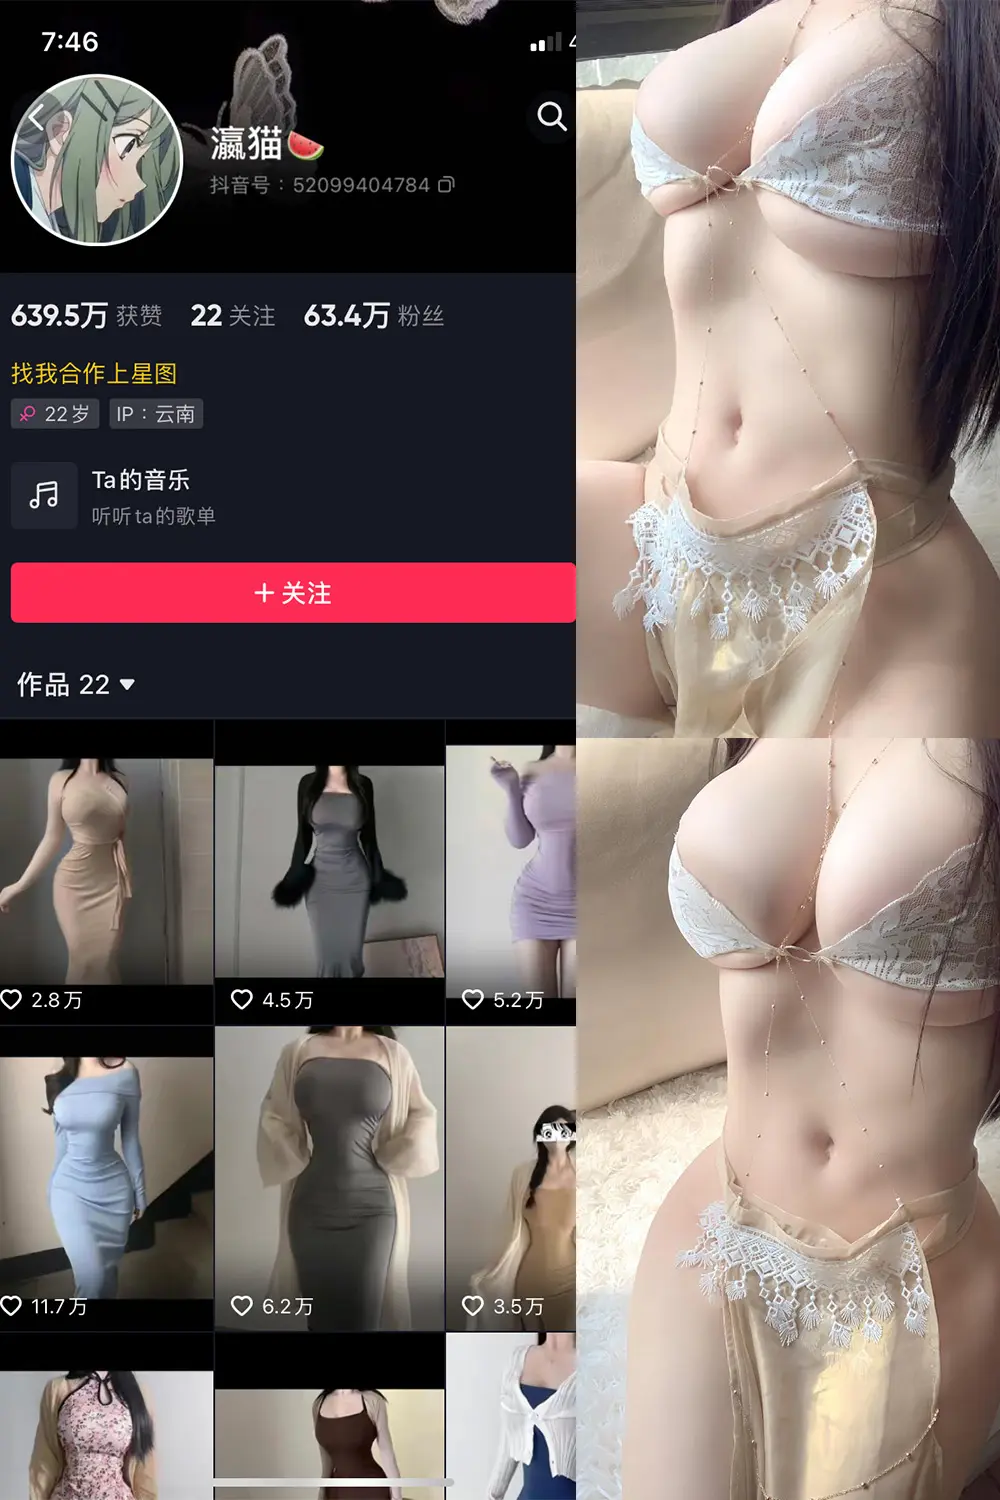 7:46
瀛猫🍉
抖音号：52099404784
639.5万 获赞 22 关注 63.4万 粉丝
找我合作上星图
22岁 IP：云南
Ta的音乐
听听ta的歌单
+ 关注
作品 22
2.8万 4.5万 5.2万
11.7万 6.2万 3.5万